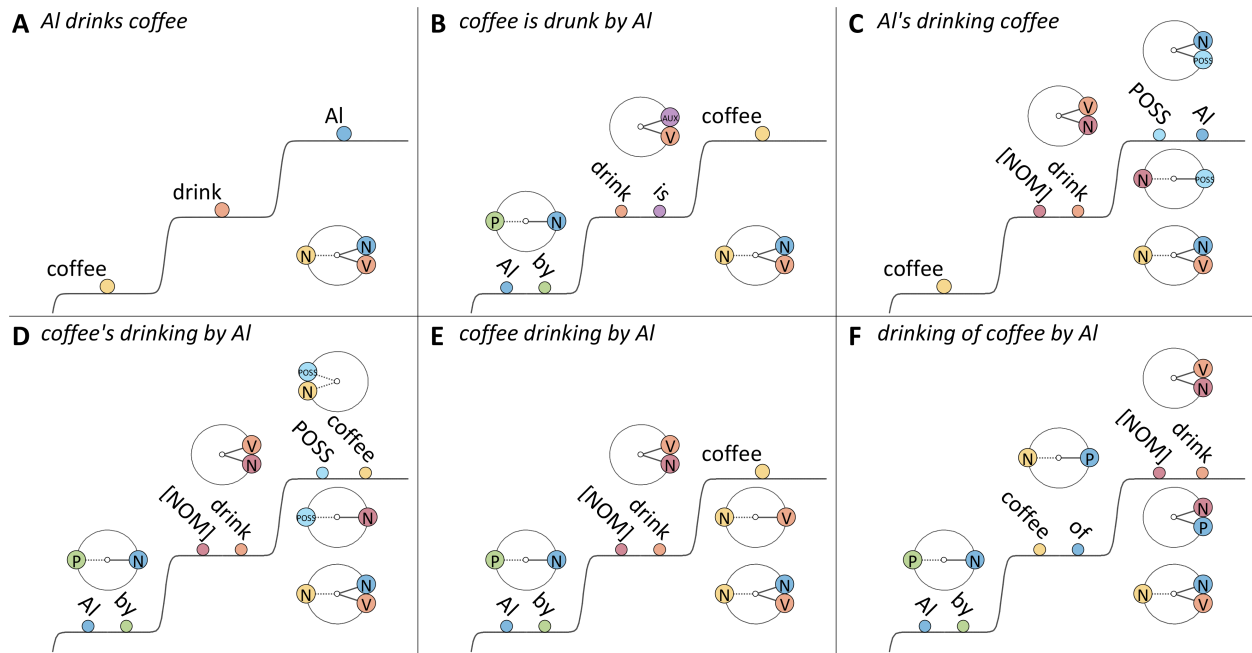 A Al drinks coffee
Al
drink
coffee
N
N
V
B coffee is drunk by Al
AUX
V
coffee
drink
is
P
N
Al
by
N
N
V
C Al's drinking coffee
N
POSS
POSS
Al
V
N
[NOM]
drink
N
POSS
coffee
N
N
V
D coffee's drinking by Al
POSS
N
POSS
coffee
V
N
[NOM]
drink
POSS
N
P
N
Al
by
N
N
V
E coffee drinking by Al
V
N
coffee
[NOM]
drink
N
V
P
N
Al
by
N
N
V
F drinking of coffee by Al
V
N
[NOM]
drink
N
P
coffee
of
N
P
P
N
Al
by
N
N
V